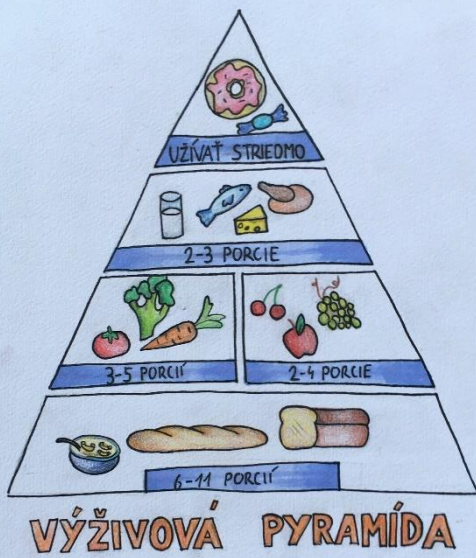 UŽÍVAŤ STRIEDMO
2-3 PORCIE
3-5 PORCIÍ
2-4 PORCIE
6-11 PORCIÍ
VÝŽIVOVÁ PYRAMÍDA